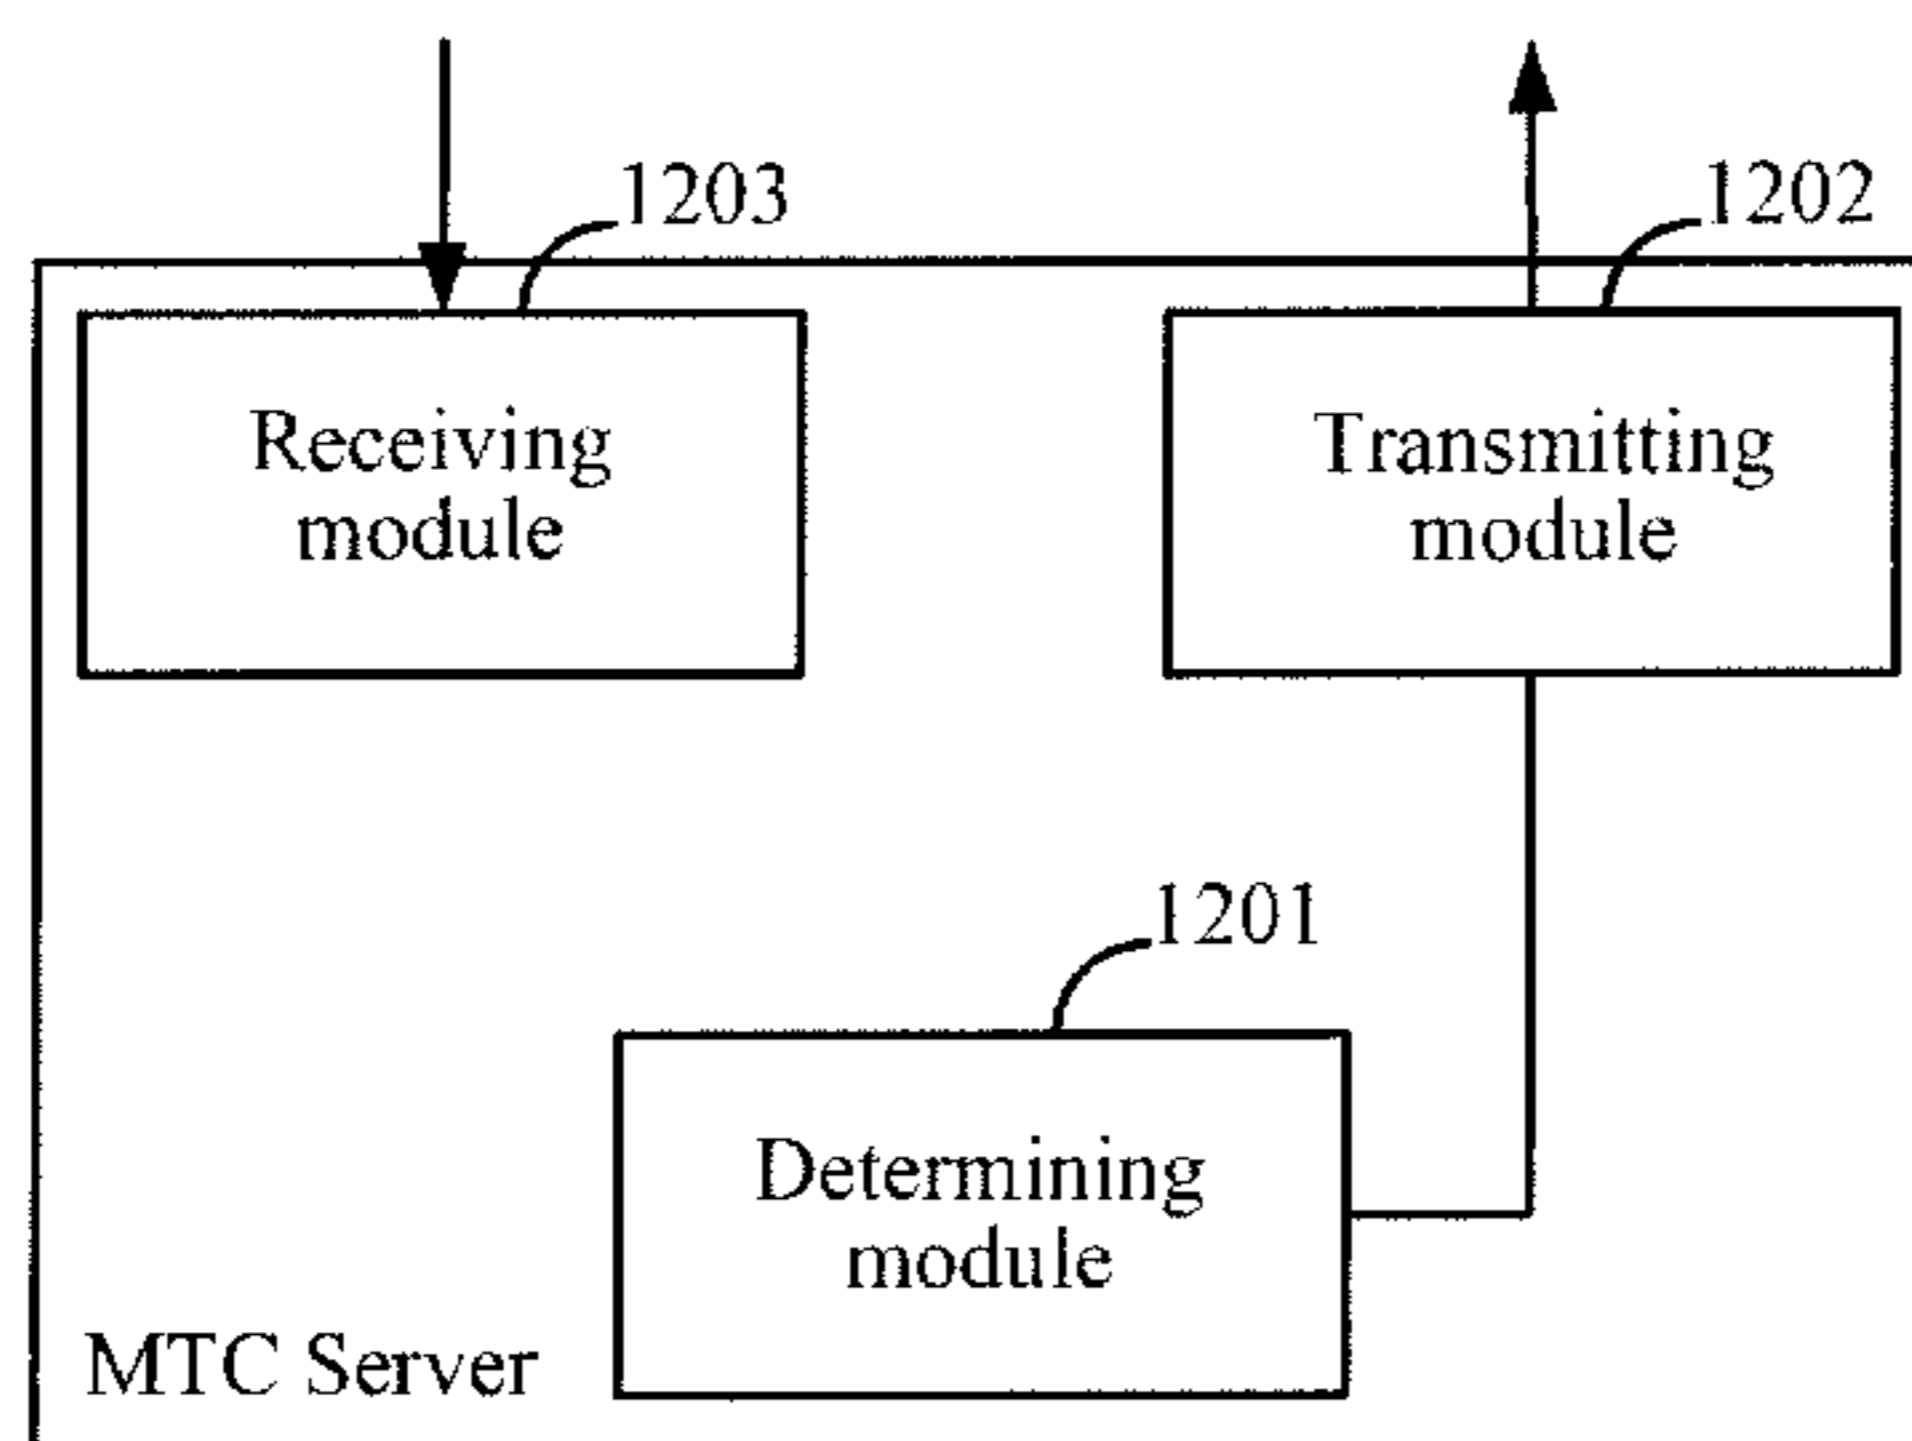 1203
1202
Receiving
module
Transmitting
module
1201
Determining
module
MTC Server